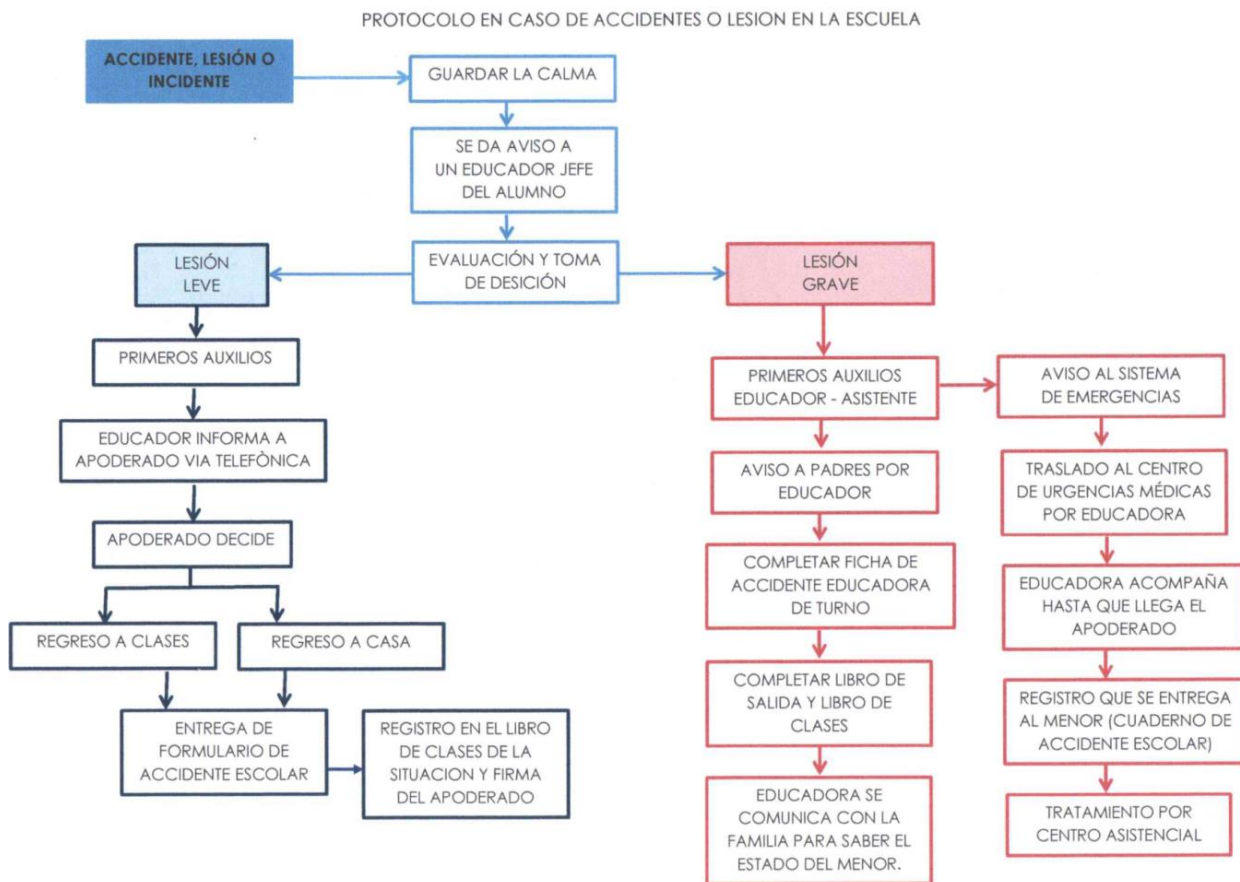 PROTOCOLO EN CASO DE ACCIDENTES O LESION EN LA ESCUELA
ACCIDENTE, LESIÓN O
INCIDENTE
GUARDAR LA CALMA
SE DA AVISO A
UN EDUCADOR JEFE
DEL ALUMNO
EVALUACIÓN Y TOMA
DE DESICIÓN
LESIÓN
LEVE
PRIMEROS AUXILIOS
EDUCADOR INFORMA A
APODERADO VIA TELEFÒNICA
APODERADO DECIDE
REGRESO A CLASES
REGRESO A CASA
ENTREGA DE
FORMULARIO DE
ACCIDENTE ESCOLAR
REGISTRO EN EL LIBRO
DE CLASES DE LA
SITUACION Y FIRMA
DEL APODERADO
LESIÓN
GRAVE
PRIMEROS AUXILIOS
EDUCADOR - ASISTENTE
AVISO A PADRES POR
EDUCADOR
COMPLETAR FICHA DE
ACCIDENTE EDUCADORA
DE TURNO
COMPLETAR LIBRO DE
SALIDA Y LIBRO DE
CLASES
EDUCADORA SE
COMUNICA CON LA
FAMILIA PARA SABER EL
ESTADO DEL MENOR.
AVISO AL SISTEMA
DE EMERGENCIAS
TRASLADO AL CENTRO
DE URGENCIAS MÉDICAS
POR EDUCADORA
EDUCADORA ACOMPAÑA
HASTA QUE LLEGA EL
APODERADO
REGISTRO QUE SE ENTREGA
AL MENOR (CUADERNO DE
ACCIDENTE ESCOLAR)
TRATAMIENTO POR
CENTRO ASISTENCIAL